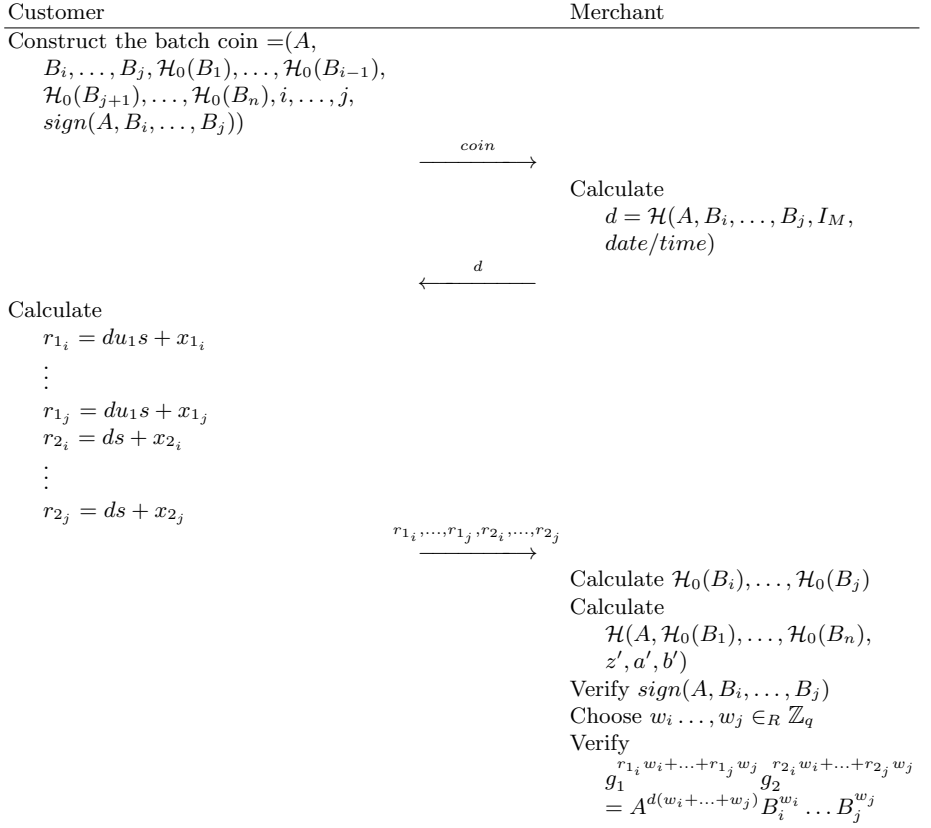 Customer Merchant
Construct the batch coin =(A,
B_i, . . . , B_j, ℋ_0(B_1), . . . , ℋ_0(B_{i−1}),
ℋ_0(B_{j+1}), . . . , ℋ_0(B_n), i, . . . , j,
sign(A, B_i, . . . , B_j))
coin
⟶
Calculate
d = ℋ(A, B_i, . . . , B_j, I_M,
date/time)
d
⟵
Calculate
r_{1_i} = du_1s + x_{1_i}
⋮
r_{1_j} = du_1s + x_{1_j}
r_{2_i} = ds + x_{2_i}
⋮
r_{2_j} = ds + x_{2_j}
r_{1_i},...,r_{1_j},r_{2_i},...,r_{2_j}
⟶
Calculate ℋ_0(B_i), . . . , ℋ_0(B_j)
Calculate
ℋ(A, ℋ_0(B_1), . . . , ℋ_0(B_n),
z′, a′, b′)
Verify sign(A, B_i, . . . , B_j)
Choose w_i . . . , w_j ∈_R ℤ_q
Verify
g_1^{r_{1_i}w_i+...+r_{1_j}w_j} g_2^{r_{2_i}w_i+...+r_{2_j}w_j}
= A^{d(w_i+...+w_j)} B_i^{w_i} . . . B_j^{w_j}